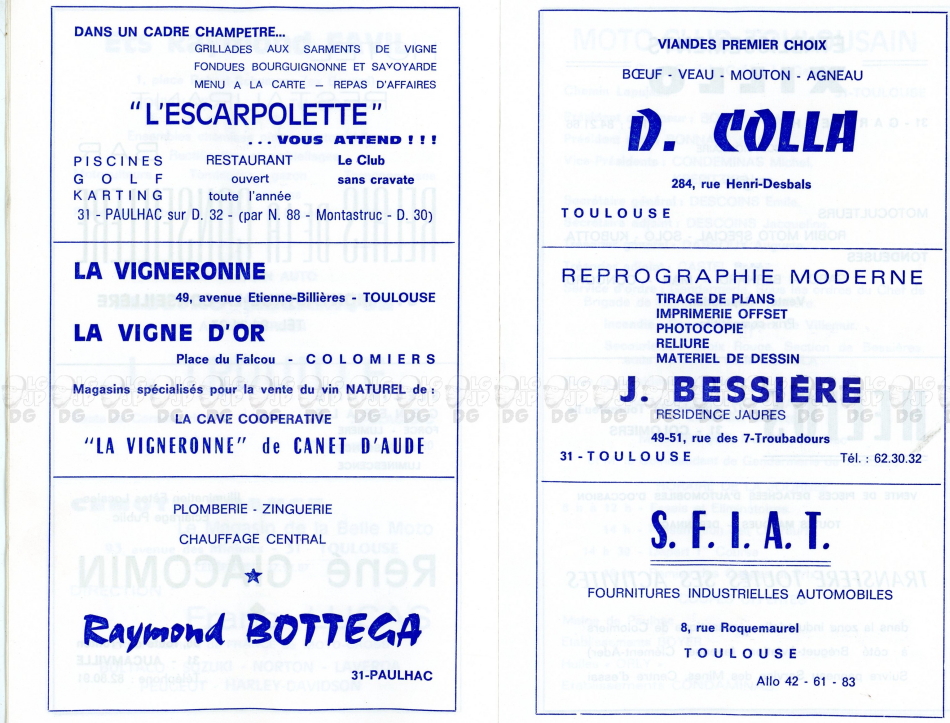 DANS UN CADRE CHAMPETRE...
GRILLADES AUX SARMENTS DE VIGNE
FONDUES BOURGUIGNONNE ET SAVOYARDE
MENU A LA CARTE — REPAS D'AFFAIRES
"L'ESCARPOLETTE"
...VOUS ATTEND !!!
PISCINES RESTAURANT Le Club
GOLF ouvert sans cravate
KARTING toute l'année
31 - PAULHAC sur D. 32 - (par N. 88 - Montastruc - D. 30)
LA VIGNERONNE
49, avenue Etienne-Billières - TOULOUSE
LA VIGNE D'OR
Place du Falcou - COLOMIERS
Magasins spécialisés pour la vente du vin NATUREL de :
LA CAVE COOPERATIVE
"LA VIGNERONNE" de CANET D'AUDE
PLOMBERIE - ZINGUERIE
CHAUFFAGE CENTRAL
Raymond BOTTEGA
31-PAULHAC
VIANDES PREMIER CHOIX
BŒUF - VEAU - MOUTON - AGNEAU
D. COLLA
284, rue Henri-Desbals
TOULOUSE
REPROGRAPHIE MODERNE
TIRAGE DE PLANS
IMPRIMERIE OFFSET
PHOTOCOPIE
RELIURE
MATERIEL DE DESSIN
J. BESSIÈRE
RESIDENCE JAURES
49-51, rue des 7-Troubadours
31 - TOULOUSE Tél. : 62.30.32
S. F. I. A. T.
FOURNITURES INDUSTRIELLES AUTOMOBILES
8, rue Roquemaurel
TOULOUSE
Allo 42 - 61 - 83